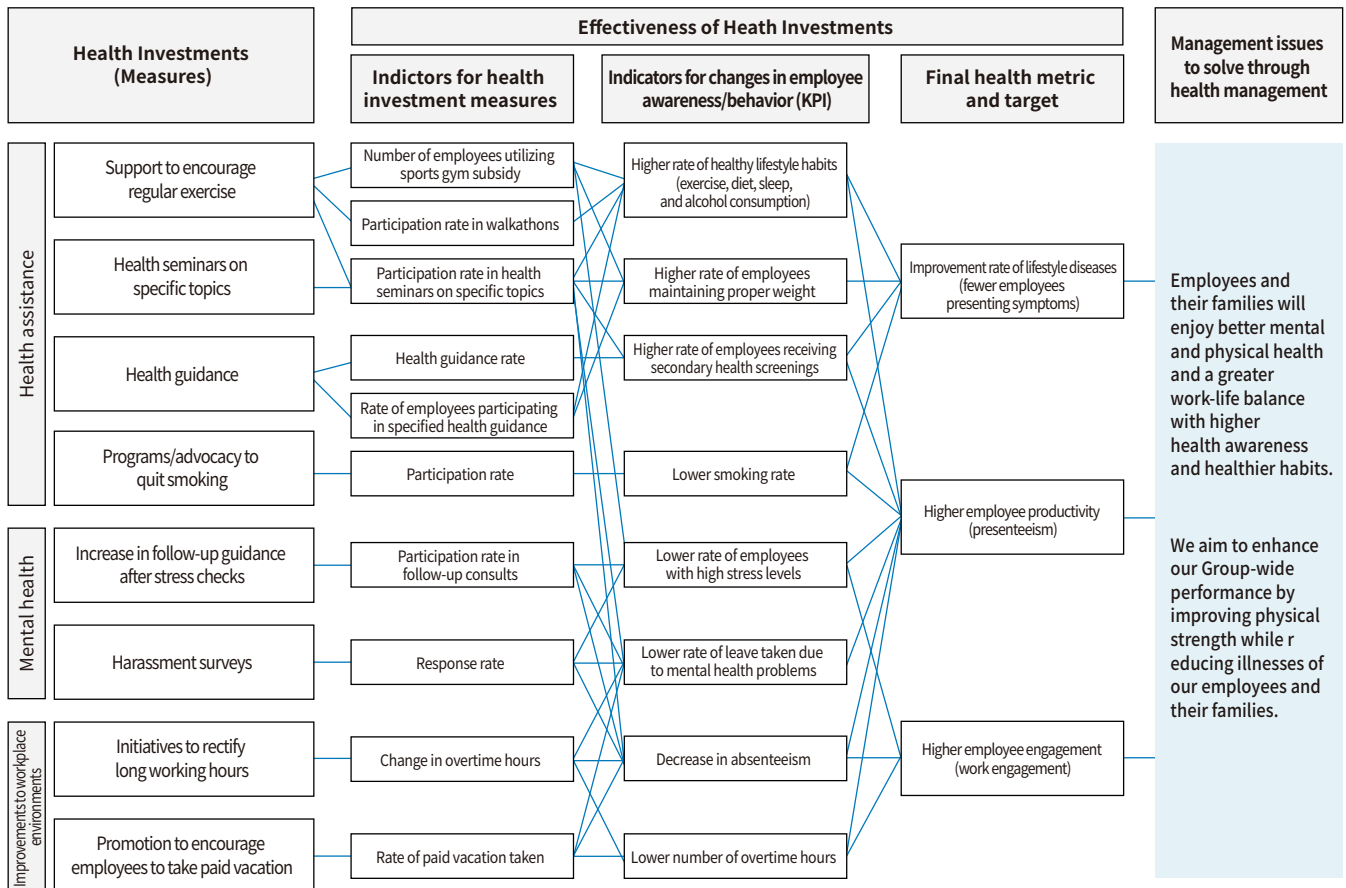 Health Investments
(Measures)
Effectiveness of Heath Investments
Indictors for health
investment measures
Indicators for changes in employee
awareness/behavior (KPI)
Final health metric
and target
Management issues
to solve through
health management
Health assistance
Support to encourage
regular exercise
Health seminars on
specific topics
Health guidance
Programs/advocacy to
quit smoking
Mental health
Increase in follow-up guidance
after stress checks
Harassment surveys
Improvements to workplace
environments
Initiatives to rectify
long working hours
Promotion to encourage
employees to take paid vacation
Number of employees utilizing
sports gym subsidy
Participation rate in walkathons
Participation rate in health
seminars on specific topics
Health guidance rate
Rate of employees participating
in specified health guidance
Participation rate
Participation rate in
follow-up consults
Response rate
Change in overtime hours
Rate of paid vacation taken
Higher rate of healthy lifestyle habits
(exercise, diet, sleep,
and alcohol consumption)
Higher rate of employees
maintaining proper weight
Higher rate of employees receiving
secondary health screenings
Lower smoking rate
Lower rate of employees
with high stress levels
Lower rate of leave taken due
to mental health problems
Decrease in absenteeism
Lower number of overtime hours
Improvement rate of lifestyle diseases
(fewer employees
presenting symptoms)
Higher employee productivity
(presenteeism)
Higher employee engagement
(work engagement)
Employees and
their families will
enjoy better mental
and physical health
and a greater
work-life balance
with higher
health awareness
and healthier habits.
We aim to enhance
our Group-wide
performance by
improving physical
strength while r
educing illnesses of
our employees and
their families.